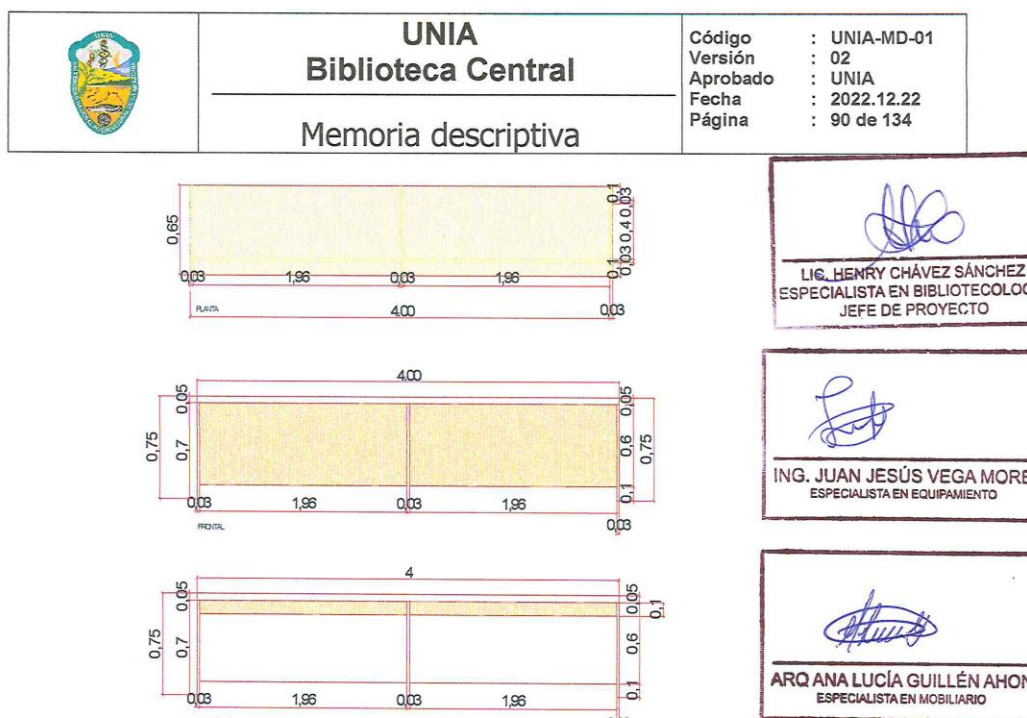 UNIA
Biblioteca Central
Memoria descriptiva
Código : UNIA-MD-01
Versión : 02
Aprobado : UNIA
Fecha : 2022.12.22
Página : 90 de 134
0,65
0,1
0,03
0,4
0,03
0,1
0,03 1,96 0,03 1,96
PLANTA
4.00 0,03
LIC. HENRY CHÁVEZ SÁNCHEZ
ESPECIALISTA EN BIBLIOTECOLOG
JEFE DE PROYECTO
4.00
0,05 0,05
0,75 0,7 0,6 0,75
0,1
0,03 1,96 0,03 1,96
0,03
FRONTAL
ING. JUAN JESÚS VEGA MORE
ESPECIALISTA EN EQUIPAMIENTO
4
0,05 0,05 0,1
0,75 0,7 0,6
0,1
0,03 1,96 0,03 1,96
ARQ ANA LUCÍA GUILLÉN AHON
ESPECIALISTA EN MOBILIARIO